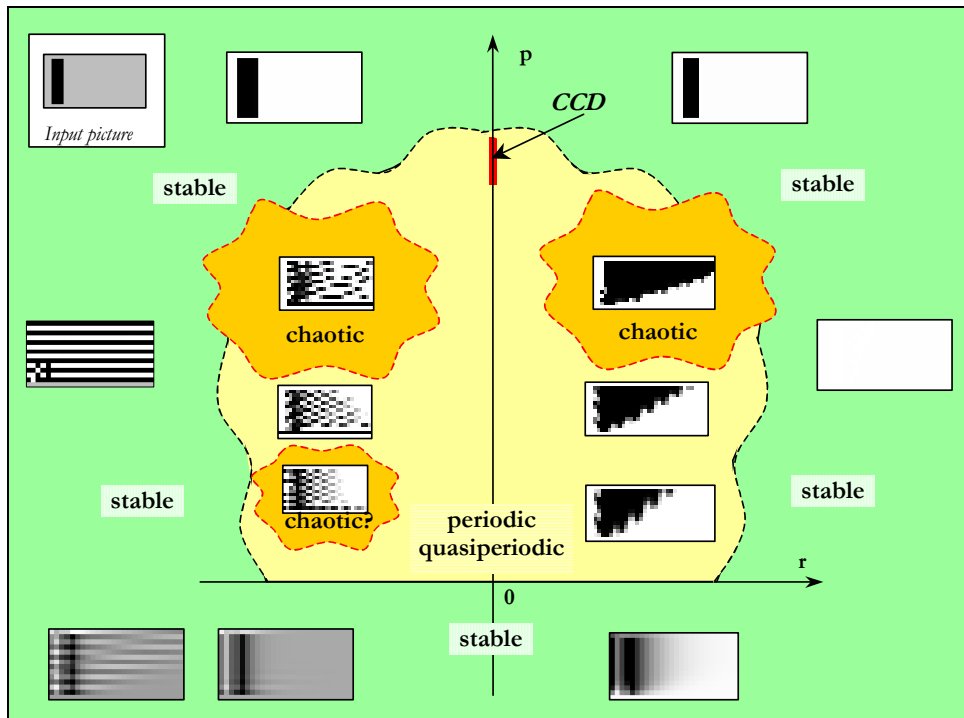 p
CCD
Input picture
stable
stable
chaotic
chaotic
stable
stable
chaotic?
periodic
quasiperiodic
r
0
stable